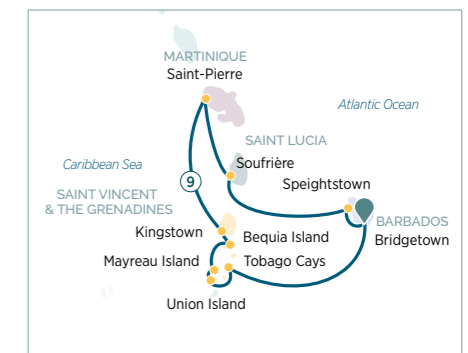 MARTINIQUE
Saint-Pierre
Atlantic Ocean
SAINT LUCIA
Caribbean Sea
Soufrière
9
Speightstown
SAINT VINCENT
& THE GRENADINES
BARBADOS
Kingstown
Bequia Island
Bridgetown
Mayreau Island
Tobago Cays
Union Island